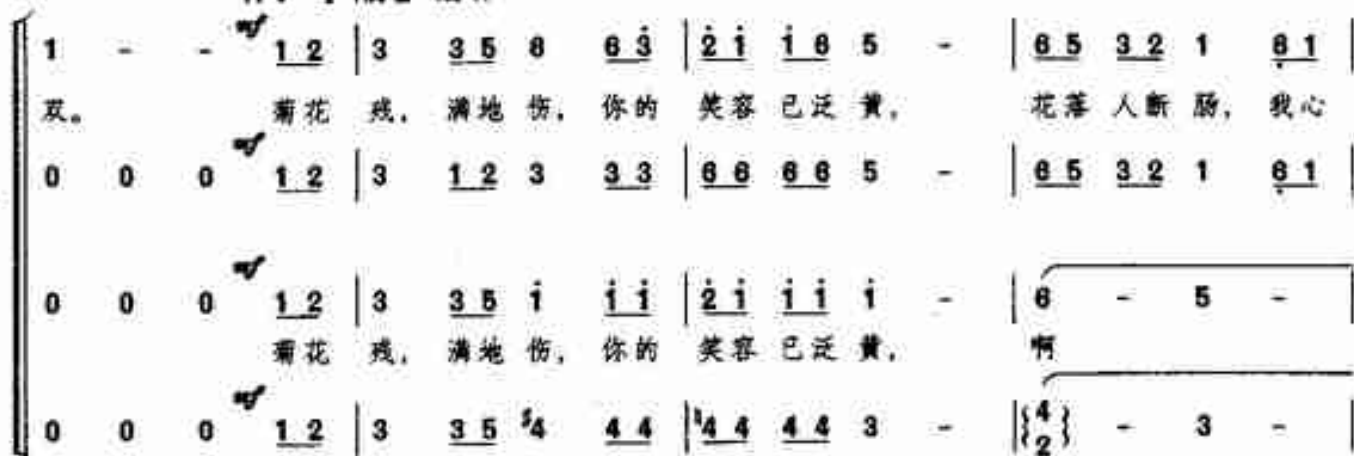 1 - - mf 1 2 | 3 3 5 6 6 3̇ | 2̇ 1̇ 1̇ 6 5 - | 6 5 3 2 1 6̣ 1 |
双。 菊花 残，满地 伤，你的 笑容 已泛 黄， 花落 人断 肠，我心
0 0 0 mf 1 2 | 3 1 2 3 3 3 | 6 6 6 6 5 - | 6 5 3 2 1 6̣ 1 |
0 0 0 mf 1 2 | 3 3 5 1̇ 1̇ 1̇ | 2̇ 1̇ 1̇ 1̇ 1̇ - | 6 - 5 - |
菊花 残，满地 伤，你的 笑容 已泛 黄， 啊
0 0 0 mf 1 2 | 3 3 5 ♯4 4 4 | ♮4 4 4 4 3 - | {4 2} - 3 - |